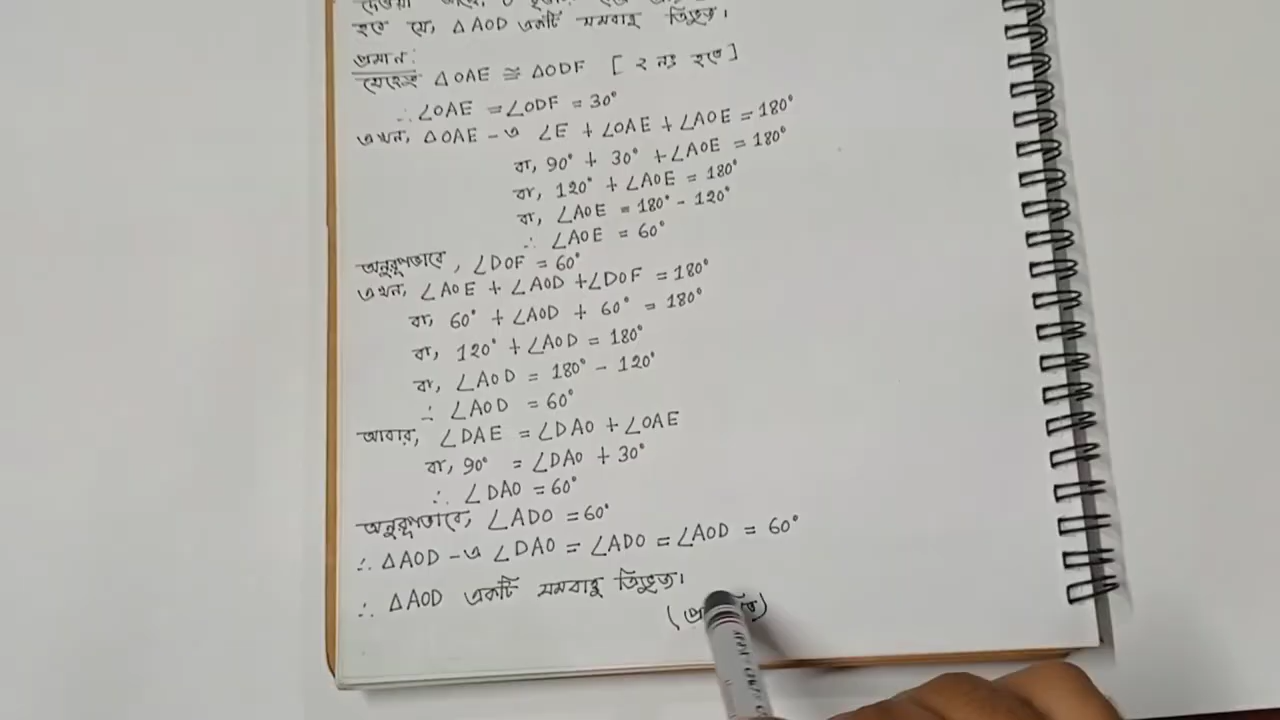 হবে যে, △AOD একটি সমবাহু ত্রিভুজ।
প্রমান:
যেহেতু △OAE ≅ △ODF [২ নং হতে]
∴ ∠OAE = ∠ODF = 30°
এখন, △OAE-এ ∠E + ∠OAE + ∠AOE = 180°
বা, 90° + 30° + ∠AOE = 180°
বা, 120° + ∠AOE = 180°
বা, ∠AOE = 180° - 120°
∴ ∠AOE = 60°
অনুরূপভাবে, ∠DOF = 60°
এখন, ∠AOE + ∠AOD + ∠DOF = 180°
বা, 60° + ∠AOD + 60° = 180°
বা, 120° + ∠AOD = 180°
বা, ∠AOD = 180° - 120°
∴ ∠AOD = 60°
আবার, ∠DAE = ∠DAO + ∠OAE
বা, 90° = ∠DAO + 30°
∴ ∠DAO = 60°
অনুরূপভাবে, ∠ADO = 60°
∴ △AOD-এ ∠DAO = ∠ADO = ∠AOD = 60°
∴ △AOD একটি সমবাহু ত্রিভুজ।